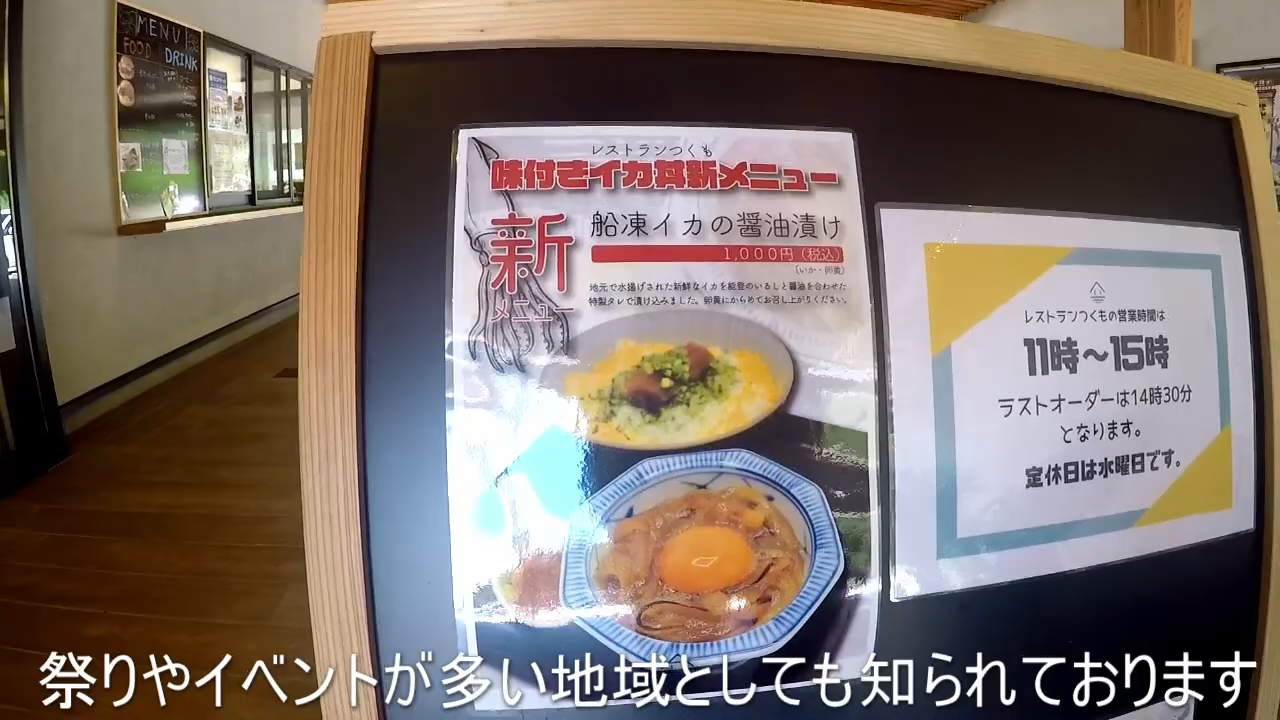 MENU
FOOD
DRINK
レストランつくも
味付きイカ丼新メニュー
新
メニュー
船凍イカの醤油漬け
1,000円（税込）
（いか・卵黄）
地元で水揚げされた新鮮なイカを能登のいるしと醤油を合わせた
特製タレで漬け込みました。卵黄にからめてお召し上がりください。
レストランつくもの営業時間は
11時～15時
ラストオーダーは14時30分
となります。
定休日は水曜日です。
祭りやイベントが多い地域としても知られております